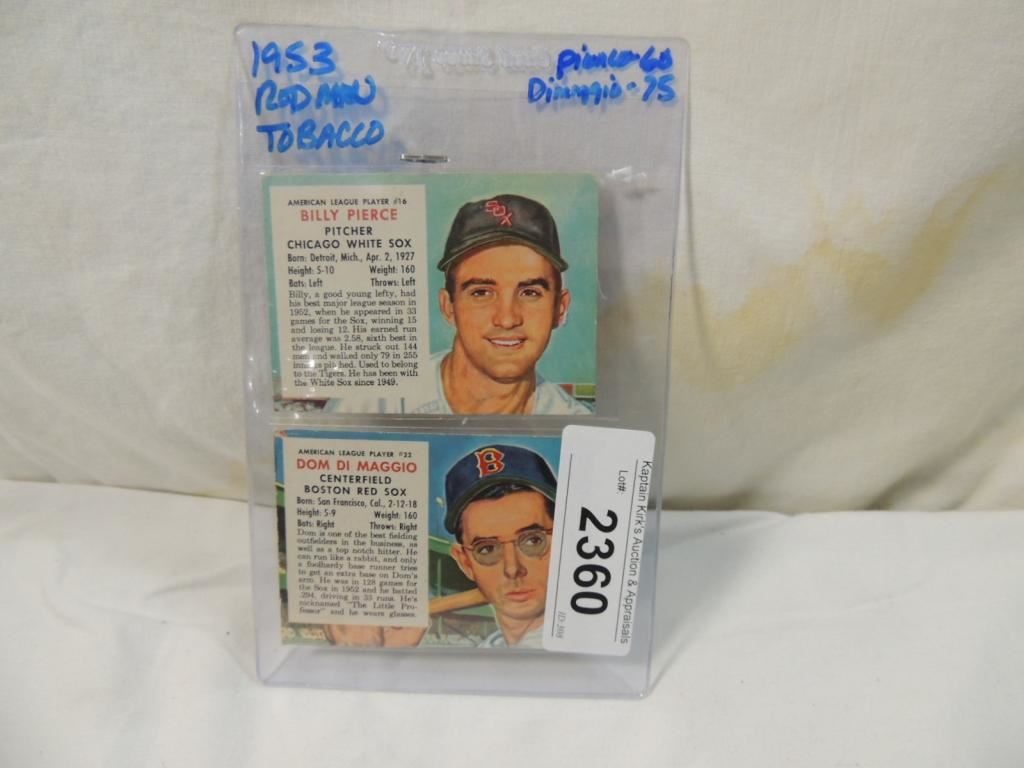 1953
RED MAN
TOBACCO
Pierce-60
Dimaggio-75
AMERICAN LEAGUE PLAYER #16
BILLY PIERCE
PITCHER
CHICAGO WHITE SOX
Born: Detroit, Mich., Apr. 2, 1927
Height: 5-10 Weight: 160
Bats: Left Throws: Left
Billy, a good young lefty, had
his best major league season in
1952, when he appeared in 33
games for the Sox, winning 15
and losing 12. His earned run
average was 2.58, sixth best in
the league. He struck out 144
men and walked only 79 in 255
innings pitched. Used to belong
to the Tigers. He has been with
the White Sox since 1949.
SOX
AMERICAN LEAGUE PLAYER #22
DOM DI MAGGIO
CENTERFIELD
BOSTON RED SOX
Born: San Francisco, Cal., 2-12-18
Height: 5-9 Weight: 160
Bats: Right Throws: Right
Dom is one of the best fielding
outfielders in the business, as
well as a top notch hitter. He
can run like a rabbit, and only
a foolhardy base runner tries
to get an extra base on Dom's
arm. He was in 128 games for
the Sox in 1952 and he batted
.294, driving in 33 runs. He's
nicknamed "The Little Pro-
fessor" and he wears glasses.
B
Kaptain Kirk's Auction & Appraisals
Lot#:
2360
ID:398